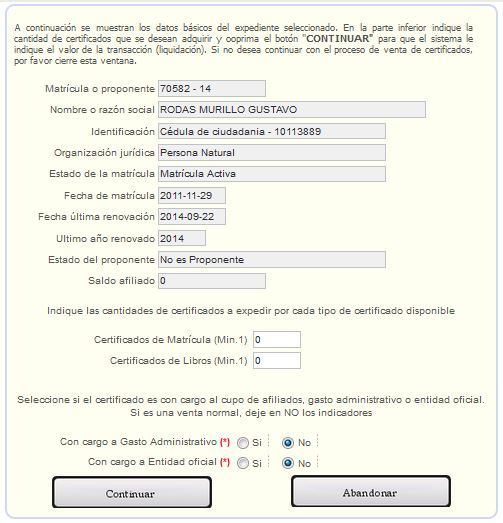 A continuación se muestran los datos básicos del expediente seleccionado. En la parte inferior indique la
cantidad de certificados que se desean adquirir y ooprima el botón "CONTINUAR" para que el sistema le
indique el valor de la transacción (liquidación). Si no desea continuar con el proceso de venta de certificados,
por favor cierre esta ventana.
Matrícula o proponente 70582 - 14
Nombre o razón social RODAS MURILLO GUSTAVO
Identificación Cédula de ciudadania - 10113889
Organización jurídica Persona Natural
Estado de la matrícula Matrícula Activa
Fecha de matrícula 2011-11-29
Fecha última renovación 2014-09-22
Ultimo año renovado 2014
Estado del proponente No es Proponente
Saldo afiliado 0
Indique las cantidades de certificados a expedir por cada tipo de certificado disponible
Certificados de Matrícula (Min.1) 0
Certificados de Libros (Min.1) 0
Seleccione si el certificado es con cargo al cupo de afiliados, gasto administrativo o entidad oficial.
Si es una venta normal, deje en NO los indicadores
Con cargo a Gasto Administrativo (*) Si No
Con cargo a Entidad oficial (*) Si No
Continuar Abandonar